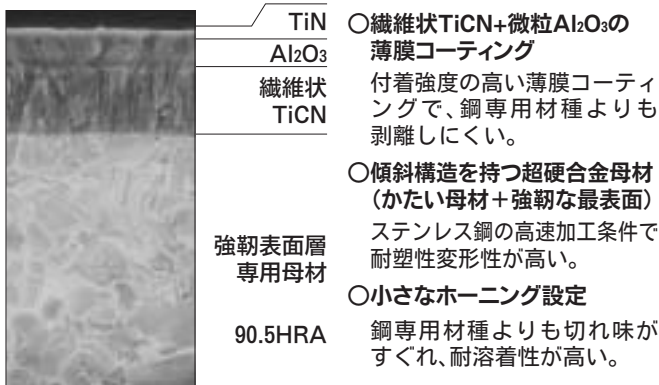 TiN
Al₂O₃
繊維状
TiCN
強靭表面層
専用母材
90.5HRA
○繊維状TiCN+微粒Al₂O₃の
薄膜コーティング
付着強度の高い薄膜コーティ
ングで、鋼専用材種よりも
剥離しにくい。
○傾斜構造を持つ超硬合金母材
（かたい母材＋強靭な最表面）
ステンレス鋼の高速加工条件で
耐塑性変形性が高い。
○小さなホーニング設定
鋼専用材種よりも切れ味が
すぐれ、耐溶着性が高い。